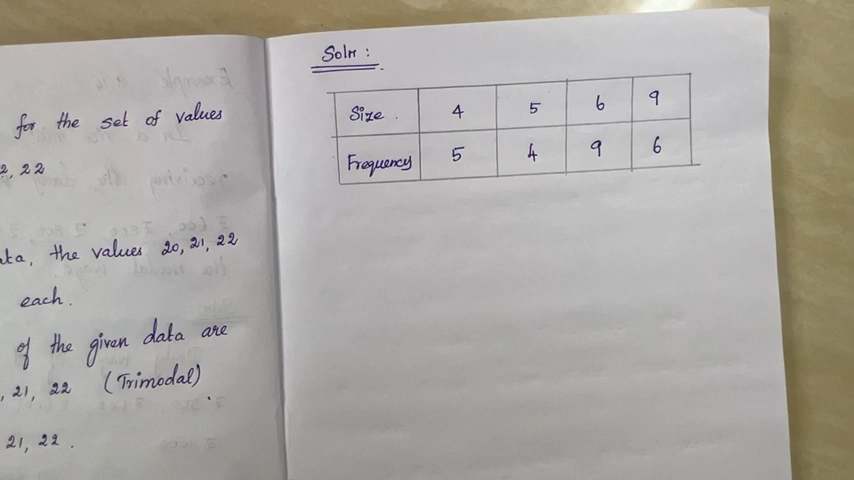 for the set of values
2, 22
ata, the values 20, 21, 22
each.
of the given data are
, 21, 22 (Trimodal)
21, 22.
Soln :
Size 4 5 6 9
Frequency 5 4 9 6